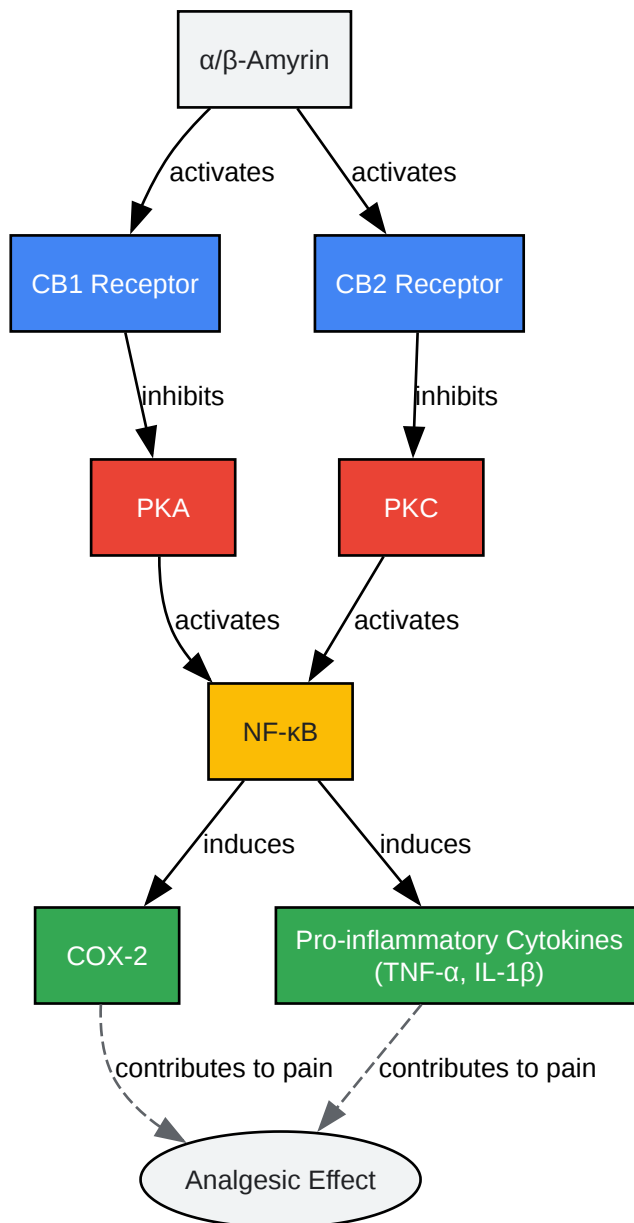 α/β-Amyrin
activates
activates
CB1 Receptor
CB2 Receptor
inhibits
inhibits
PKA
PKC
activates
activates
NF-κB
induces
induces
COX-2
Pro-inflammatory Cytokines
(TNF-α, IL-1β)
contributes to pain
contributes to pain
Analgesic Effect